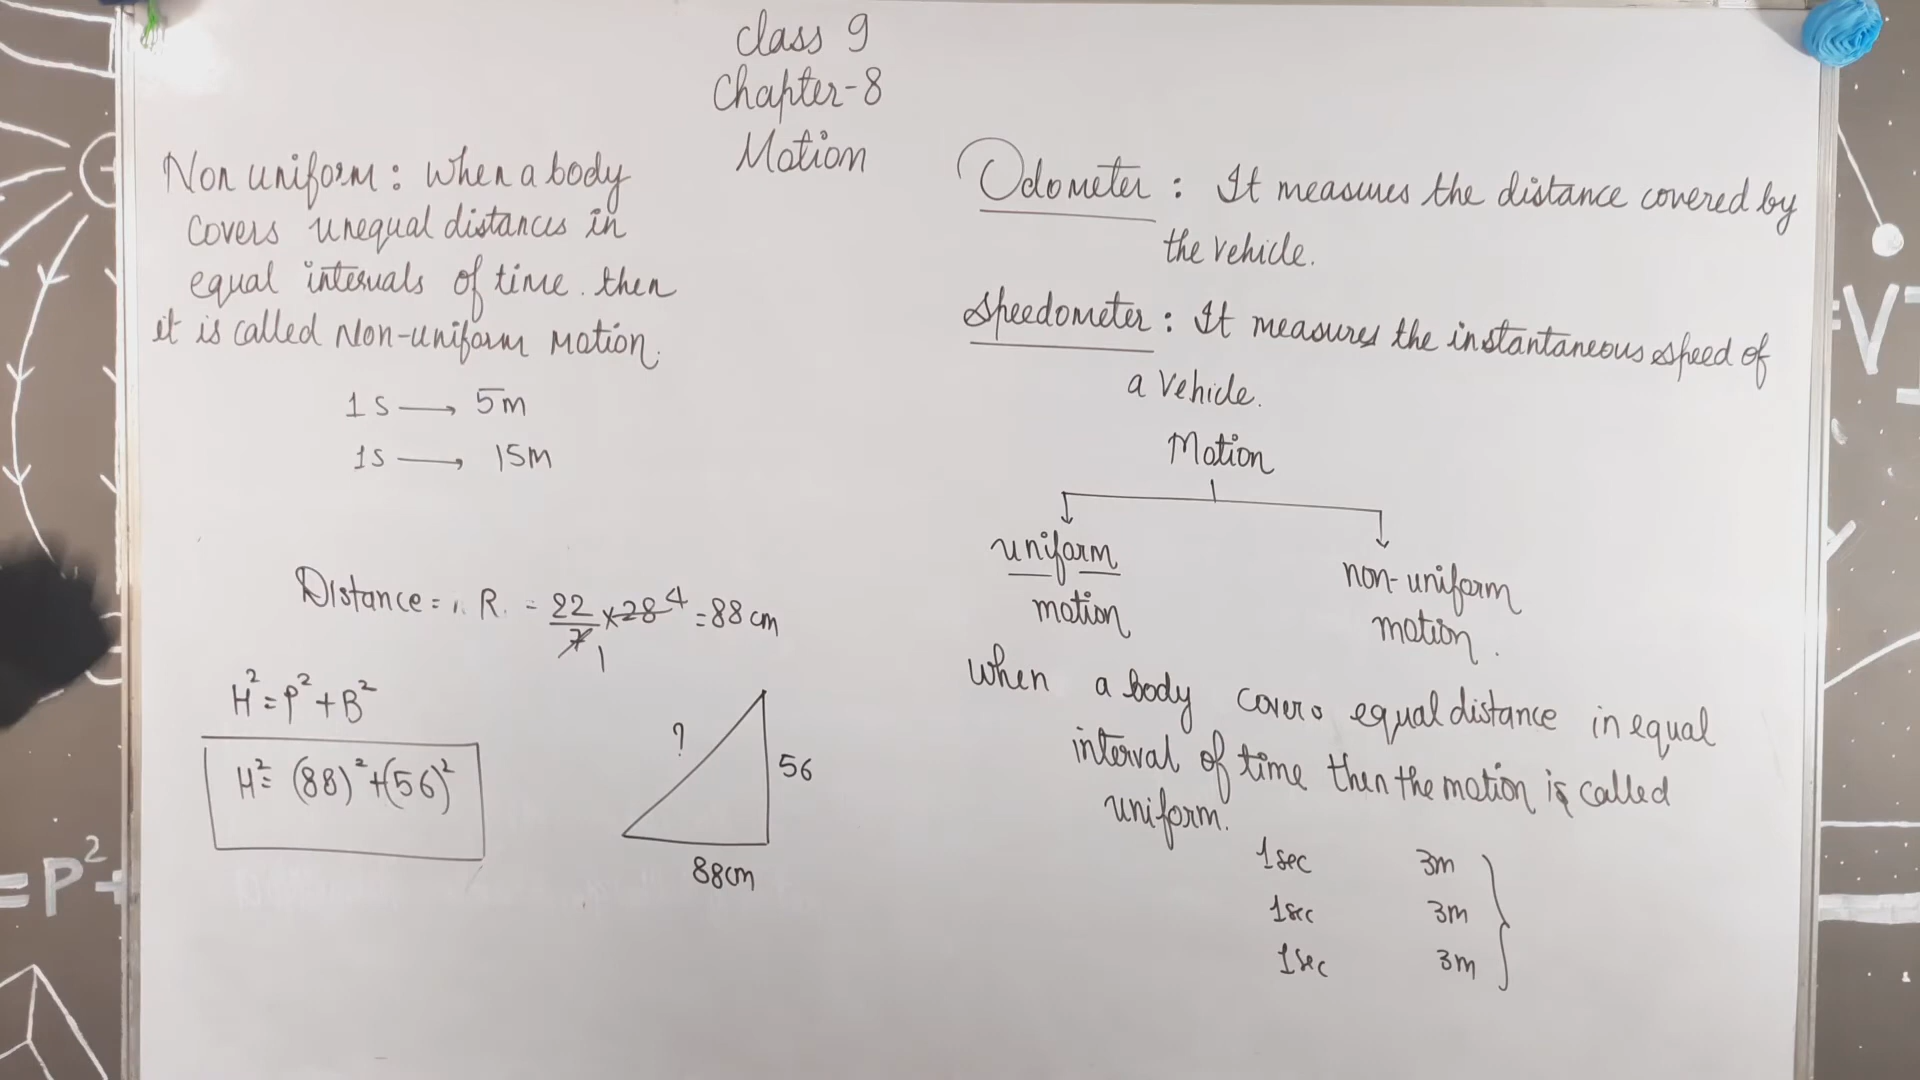 class 9
Chapter-8
Motion
Non uniform: when a body
covers unequal distances in
equal intervals of time. then
it is called Non-uniform motion.
1s → 5m
1s → 15m
Distance = R. = 22/7 × 28 4 = 88 cm
1
H² = P² + B²
H² = (88)² + (56)²
?
56
88cm
Odometer : It measures the distance covered by
the vehicle.
Speedometer : It measures the instantaneous speed of
a vehicle.
Motion
uniform
motion
non-uniform
motion.
when a body covers equal distance in equal
interval of time then the motion is called
uniform.
1sec 3m
1sec 3m
1sec 3m
=P²+
=V